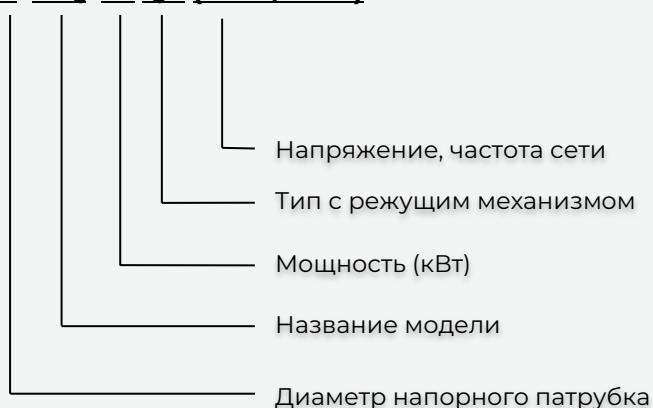 Напряжение, частота сети
Тип с режущим механизмом
Мощность (кВт)
Название модели
Диаметр напорного патрубка